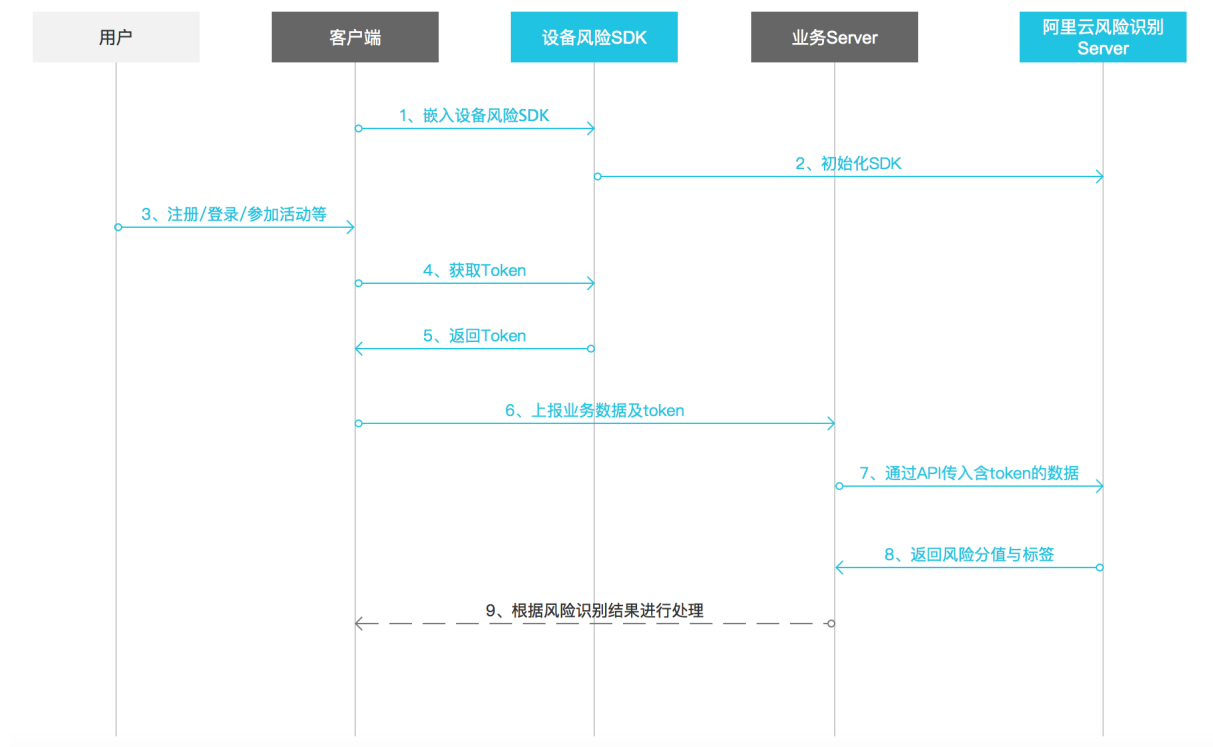 用户
客户端
设备风险SDK
业务Server
阿里云风险识别
Server
1、嵌入设备风险SDK
2、初始化SDK
3、注册/登录/参加活动等
4、获取Token
5、返回Token
6、上报业务数据及token
7、通过API传入含token的数据
8、返回风险分值与标签
9、根据风险识别结果进行处理